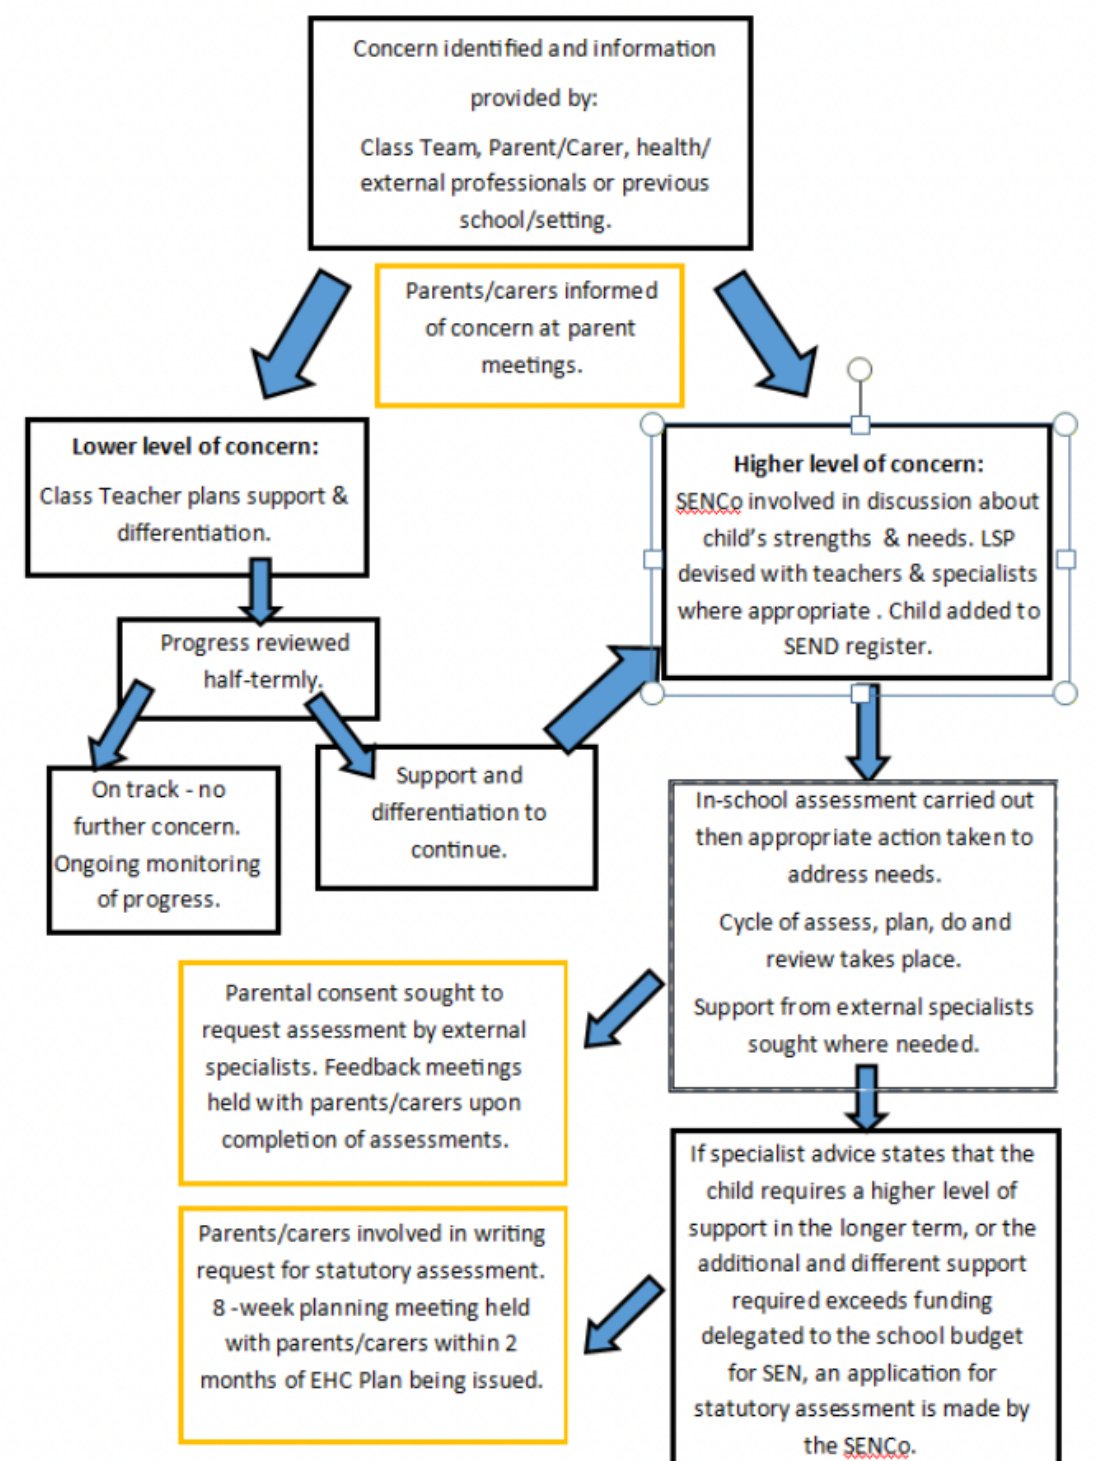 Concern identified and information
provided by:
Class Team, Parent/Carer, health/
external professionals or previous
school/setting.
Parents/carers informed
of concern at parent
meetings.
Lower level of concern:
Class Teacher plans support &
differentiation.
Higher level of concern:
SENCo involved in discussion about
child's strengths & needs. LSP
devised with teachers & specialists
where appropriate . Child added to
SEND register.
Progress reviewed
half-termly.
On track - no
further concern.
Ongoing monitoring
of progress.
Support and
differentiation to
continue.
In-school assessment carried out
then appropriate action taken to
address needs.
Cycle of assess, plan, do and
review takes place.
Support from external specialists
sought where needed.
Parental consent sought to
request assessment by external
specialists. Feedback meetings
held with parents/carers upon
completion of assessments.
If specialist advice states that the
child requires a higher level of
support in the longer term, or the
additional and different support
required exceeds funding
delegated to the school budget
for SEN, an application for
statutory assessment is made by
the SENCo.
Parents/carers involved in writing
request for statutory assessment.
8 -week planning meeting held
with parents/carers within 2
months of EHC Plan being issued.